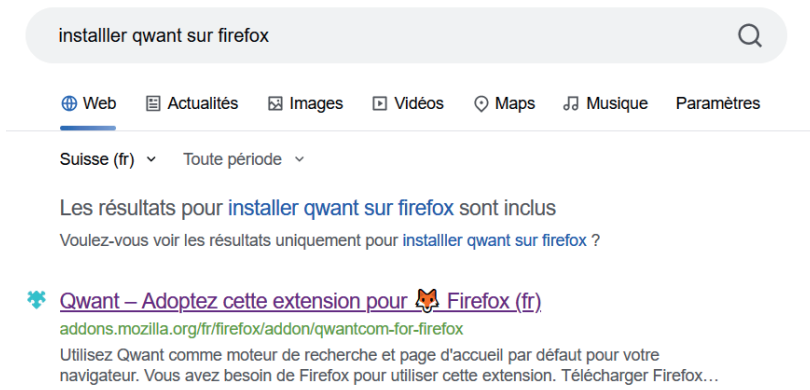 installler qwant sur firefox
Web Actualités Images Vidéos Maps Musique Paramètres
Suisse (fr) Toute période
Les résultats pour installer qwant sur firefox sont inclus
Voulez-vous voir les résultats uniquement pour installler qwant sur firefox ?
Qwant – Adoptez cette extension pour 🦊 Firefox (fr)
addons.mozilla.org/fr/firefox/addon/qwantcom-for-firefox
Utilisez Qwant comme moteur de recherche et page d'accueil par défaut pour votre
navigateur. Vous avez besoin de Firefox pour utiliser cette extension. Télécharger Firefox…